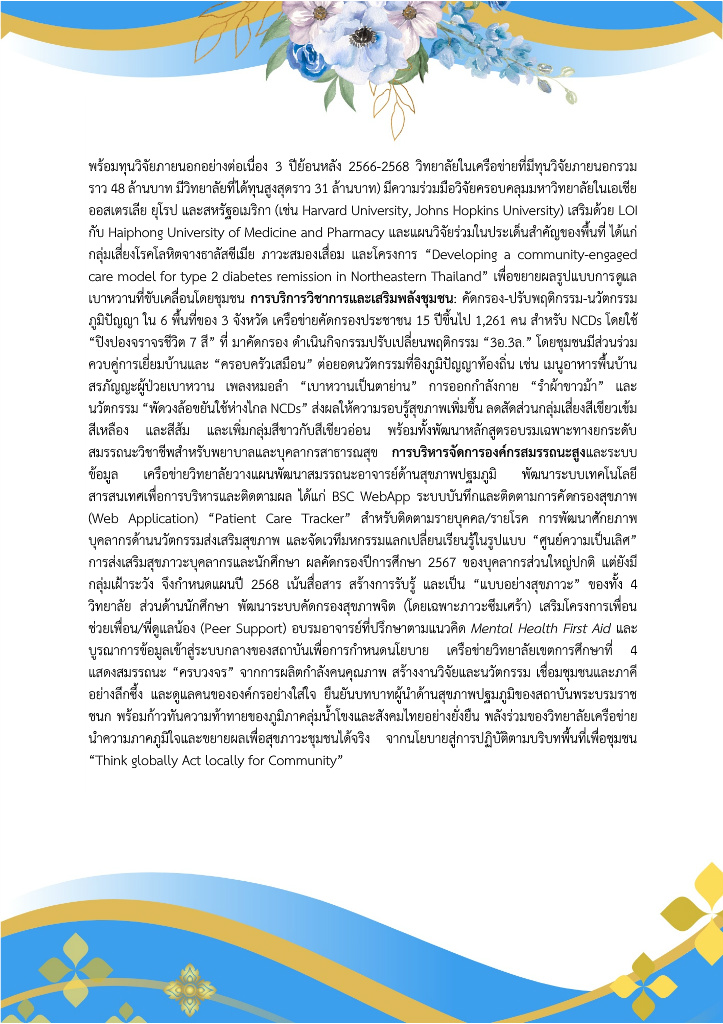 พร้อมทุนวิจัยภายนอกอย่างต่อเนื่อง 3 ปีย้อนหลัง 2566-2568 วิทยาลัยในเครือข่ายที่มีทุนวิจัยภายนอกรวม
ราว 48 ล้านบาท มีวิทยาลัยที่ได้ทุนสูงสุดราว 31 ล้านบาท) มีความร่วมมือวิจัยครอบคลุมมหาวิทยาลัยในเอเชีย
ออสเตรเลีย ยุโรป และสหรัฐอเมริกา (เช่น Harvard University, Johns Hopkins University) เสริมด้วย LOI
กับ Haiphong University of Medicine and Pharmacy และแผนวิจัยร่วมในประเด็นสำคัญของพื้นที่ ได้แก่
กลุ่มเสี่ยงโรคโลหิตจางธาลัสซีเมีย ภาวะสมองเสื่อม และโครงการ “Developing a community-engaged
care model for type 2 diabetes remission in Northeastern Thailand” เพื่อขยายผลรูปแบบการดูแล
เบาหวานที่ขับเคลื่อนโดยชุมชน การบริการวิชาการและเสริมพลังชุมชน: คัดกรอง-ปรับพฤติกรรม-นวัตกรรม
ภูมิปัญญา ใน 6 พื้นที่ของ 3 จังหวัด เครือข่ายคัดกรองประชาชน 15 ปีขึ้นไป 1,261 คน สำหรับ NCDs โดยใช้
“ปิงปองจราจรชีวิต 7 สี” ที่ มาคัดกรอง ดำเนินกิจกรรมปรับเปลี่ยนพฤติกรรม “3อ.3ล.” โดยชุมชนมีส่วนร่วม
ควบคู่การเยี่ยมบ้านและ “ครอบครัวเสมือน” ต่อยอดนวัตกรรมที่อิงภูมิปัญญาท้องถิ่น เช่น เมนูอาหารพื้นบ้าน
สรภัญญะผู้ป่วยเบาหวาน เพลงหมอลำ “เบาหวานเป็นตาย่าน” การออกกำลังกาย “รำผ้าขาวม้า” และ
นวัตกรรม “พัดวงล้อขยันใช้ห่างไกล NCDs” ส่งผลให้ความรอบรู้สุขภาพเพิ่มขึ้น ลดสัดส่วนกลุ่มเสี่ยงสีเขียวเข้ม
สีเหลือง และสีส้ม และเพิ่มกลุ่มสีขาวกับสีเขียวอ่อน พร้อมทั้งพัฒนาหลักสูตรอบรมเฉพาะทางยกระดับ
สมรรถนะวิชาชีพสำหรับพยาบาลและบุคลากรสาธารณสุข การบริหารจัดการองค์กรสมรรถนะสูงและระบบ
ข้อมูล เครือข่ายวิทยาลัยวางแผนพัฒนาสมรรถนะอาจารย์ด้านสุขภาพปฐมภูมิ พัฒนาระบบเทคโนโลยี
สารสนเทศเพื่อการบริหารและติดตามผล ได้แก่ BSC WebApp ระบบบันทึกและติดตามการคัดกรองสุขภาพ
(Web Application) “Patient Care Tracker” สำหรับติดตามรายบุคคล/รายโรค การพัฒนาศักยภาพ
บุคลากรด้านนวัตกรรมส่งเสริมสุขภาพ และจัดเวทีมหกรรมแลกเปลี่ยนเรียนรู้ในรูปแบบ “ศูนย์ความเป็นเลิศ”
การส่งเสริมสุขภาวะบุคลากรและนักศึกษา ผลคัดกรองปีการศึกษา 2567 ของบุคลากรส่วนใหญ่ปกติ แต่ยังมี
กลุ่มเฝ้าระวัง จึงกำหนดแผนปี 2568 เน้นสื่อสาร สร้างการรับรู้ และเป็น “แบบอย่างสุขภาวะ” ของทั้ง 4
วิทยาลัย ส่วนด้านนักศึกษา พัฒนาระบบคัดกรองสุขภาพจิต (โดยเฉพาะภาวะซึมเศร้า) เสริมโครงการเพื่อน
ช่วยเพื่อน/พี่ดูแลน้อง (Peer Support) อบรมอาจารย์ที่ปรึกษาตามแนวคิด Mental Health First Aid และ
บูรณาการข้อมูลเข้าสู่ระบบกลางของสถาบันเพื่อการกำหนดนโยบาย เครือข่ายวิทยาลัยเขตการศึกษาที่ 4
แสดงสมรรถนะ “ครบวงจร” จากการผลิตกำลังคนคุณภาพ สร้างงานวิจัยและนวัตกรรม เชื่อมชุมชนและภาคี
อย่างลึกซึ้ง และดูแลคนขององค์กรอย่างใส่ใจ ยืนยันบทบาทผู้นำด้านสุขภาพปฐมภูมิของสถาบันพระบรมราช
ชนก พร้อมก้าวทันความท้าทายของภูมิภาคลุ่มน้ำโขงและสังคมไทยอย่างยั่งยืน พลังร่วมของวิทยาลัยเครือข่าย
นำความภาคภูมิใจและขยายผลเพื่อสุขภาวะชุมชนได้จริง จากนโยบายสู่การปฏิบัติตามบริบทพื้นที่เพื่อชุมชน
“Think globally Act locally for Community”